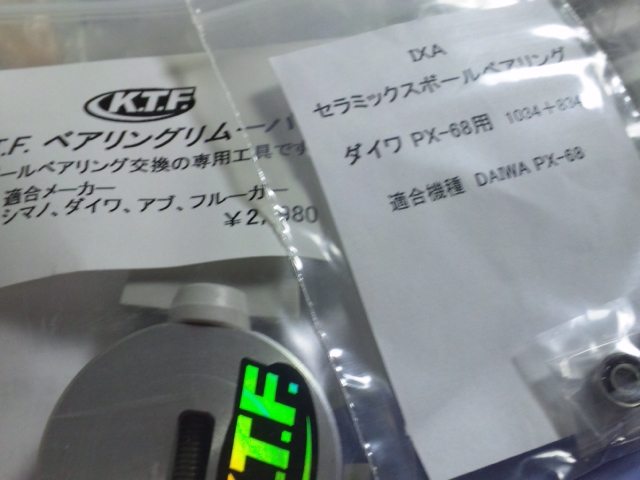 K.T.F.
.F. ベアリングリム
ールベアリング交換の専用工具です
適合メーカー
シマノ、ダイワ、アブ、フルーガー
¥2,980
IXA
セラミックスボールベアリング
ダイワ PX-68用 1034+834
適合機種 DAIWA PX-68
K.T.F.